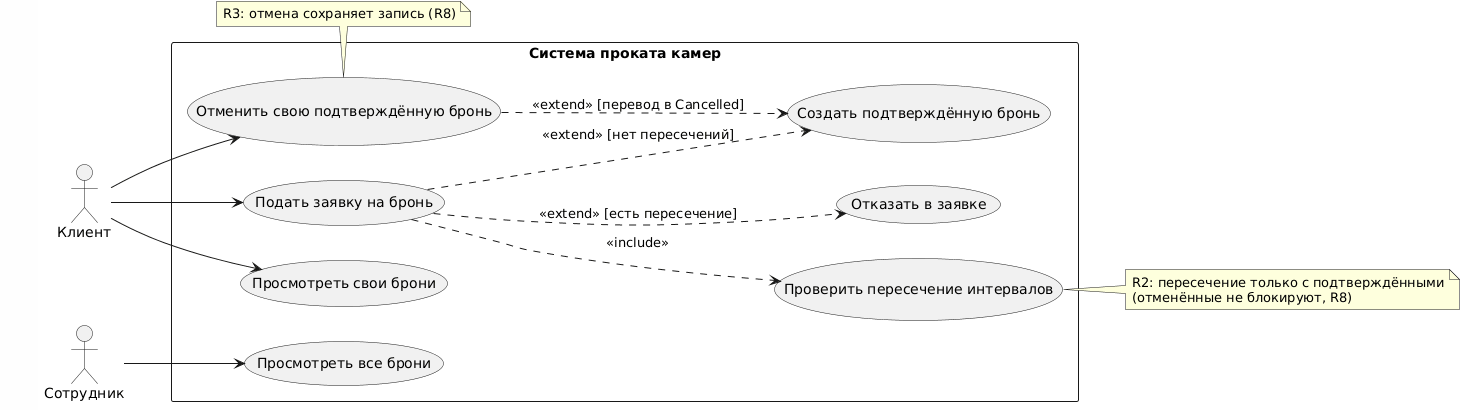 R3: отмена сохраняет запись (R8)
Система проката камер
Отменить свою подтверждённую бронь
«extend» [перевод в Cancelled]
Создать подтверждённую бронь
«extend» [нет пересечений]
Клиент
Подать заявку на бронь
«extend» [есть пересечение]
Отказать в заявке
«include»
Просмотреть свои брони
Проверить пересечение интервалов
R2: пересечение только с подтверждёнными
(отменённые не блокируют, R8)
Сотрудник
Просмотреть все брони